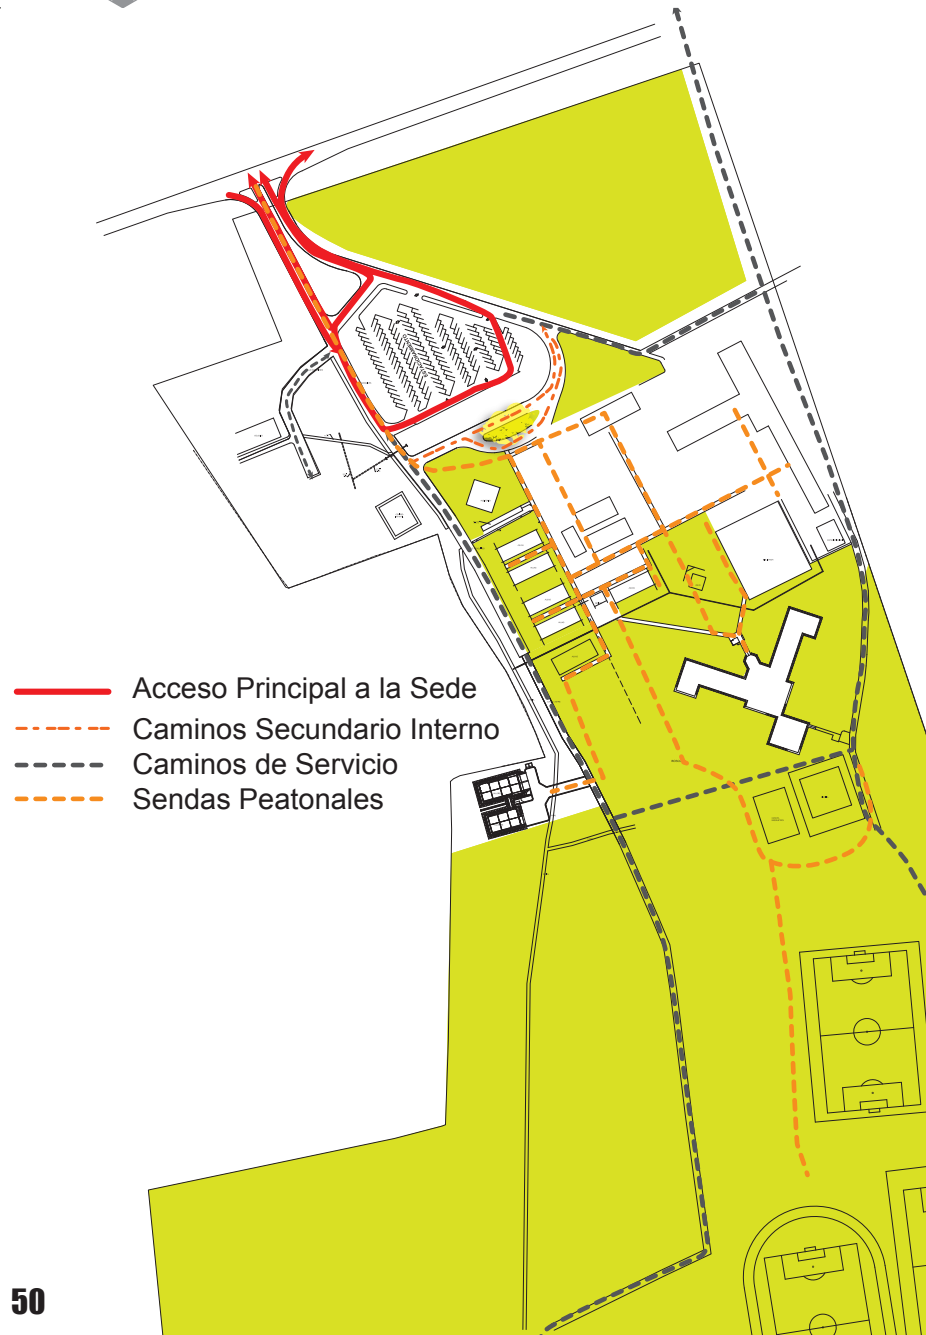 Acceso Principal a la Sede
Caminos Secundario Interno
Caminos de Servicio
Sendas Peatonales
50